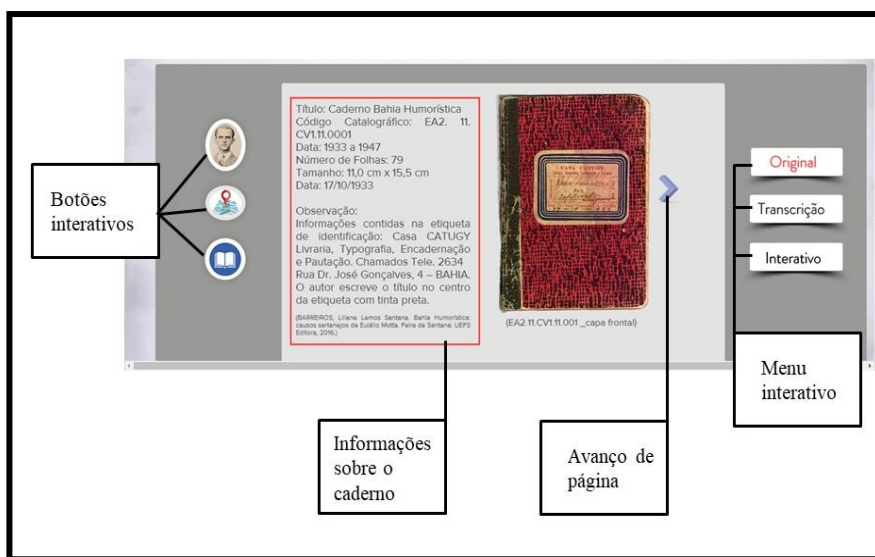 Botões
interativos
Título: Caderno Bahia Humorística
Código Catalográfico: EA2. 11.
CV1.11.0001
Data: 1933 a 1947
Número de Folhas: 79
Tamanho: 11,0 cm x 15,5 cm
Data: 17/10/1933
Observação:
Informações contidas na etiqueta
de identificação: Casa CATUGY
Livraria, Typografia, Encadernação
e Pautação. Chamados Tele. 2634
Rua Dr. José Gonçalves, 4 – BAHIA.
O autor escreve o título no centro
da etiqueta com tinta preta.
(BARREIROS, Liliane Lemos Santana. Bahia Humorística:
causos sertanejos de Eulálio Motta. Feira de Santana: UEFS
Editora, 2016.)
CASA CATUGY
(EA2.11.CV1.11.001_capa frontal)
Original
Transcrição
Interativo
Menu
interativo
Informações
sobre o
caderno
Avanço de
página